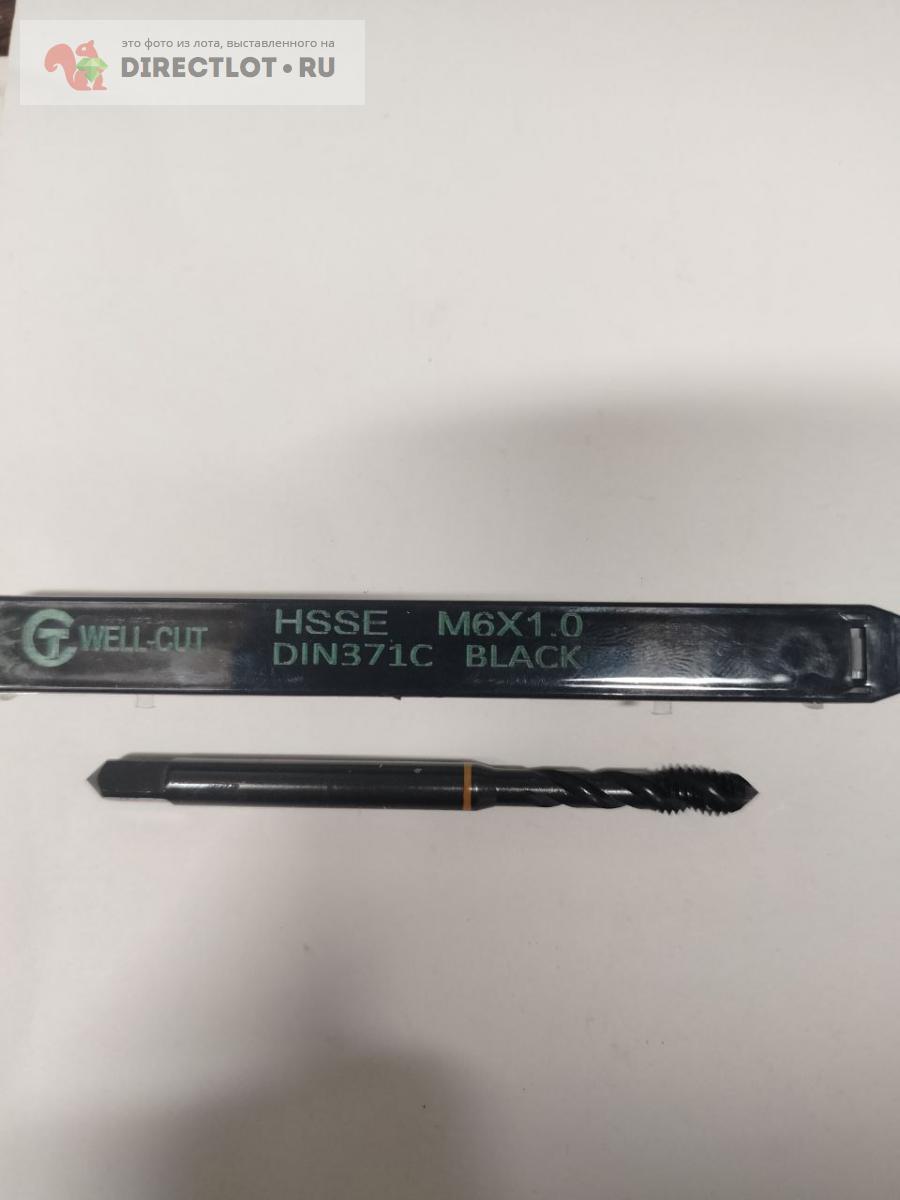 это фото из лота, выставленного на
DIRECTLOT•RU
WELL-CUT
HSSE M6X1.0
DIN371C BLACK